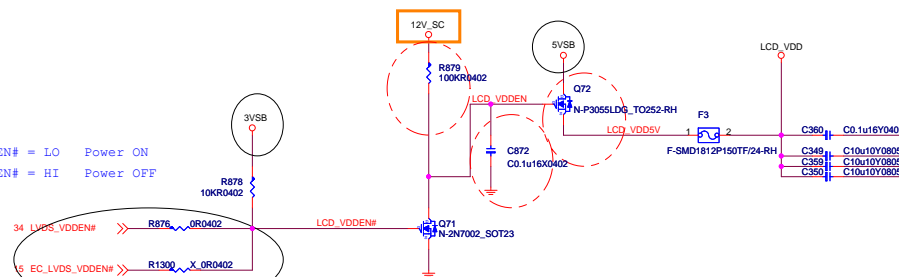 12V_SC
5VSB
LCD_VDD
R879
100KR0402
Q72
LCD_VDDEN
N-P3055LDG_TO252-RH
3VSB
F3
LCD_VDD5V
1
2
C360
C0.1u16Y040
EN# = LO Power ON
C872
C0.1u16X0402
F-SMD1812P150TF/24-RH
C349
C10u10Y0805
C359
C10u10Y0805
EN# = HI Power OFF
R878
10KR0402
C350
C10u10Y0805
34 LVDS_VDDEN#
R876
0R0402
LCD_VDDEN#
Q71
N-2N7002_SOT23
15 EC_LVDS_VDDEN#
R1300
X_0R0402